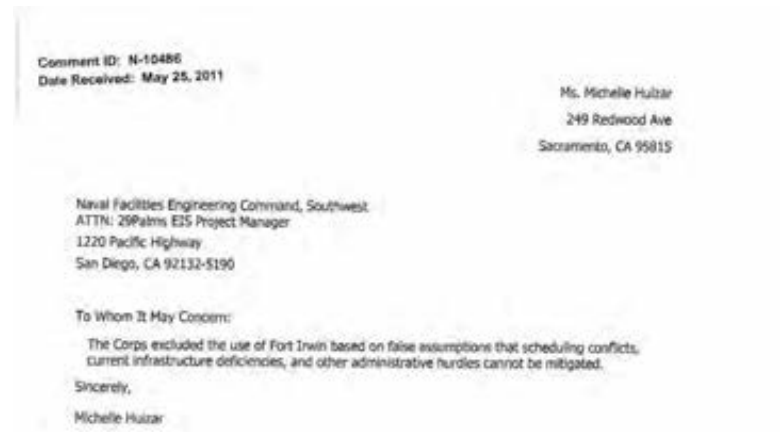 Comment ID: N-10486
Date Received: May 25, 2011
Ms. Michelle Huizar
249 Redwood Ave
Sacramento, CA 95815
Naval Facilities Engineering Command, Southwest
ATTN: 29Palms EIS Project Manager
1220 Pacific Highway
San Diego, CA 92132-5190
To Whom It May Concern:
The Corps excluded the use of Fort Irwin based on false assumptions that scheduling conflicts,
current infrastructure deficiencies, and other administrative hurdles cannot be mitigated.
Sincerely,
Michelle Huizar